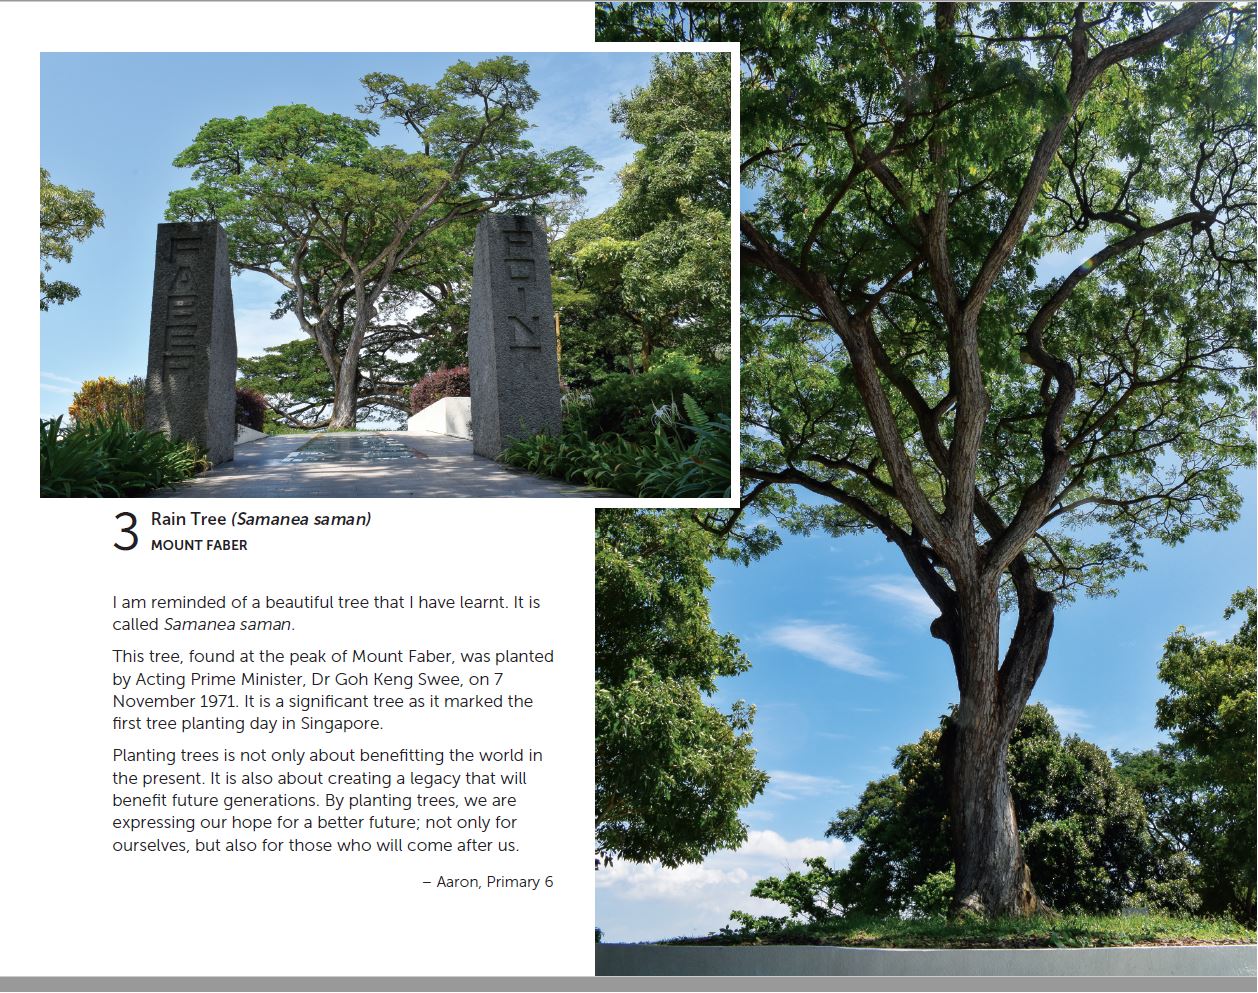 FABER
POINT
3 Rain Tree (Samanea saman)
MOUNT FABER
I am reminded of a beautiful tree that I have learnt. It is
called Samanea saman.
This tree, found at the peak of Mount Faber, was planted
by Acting Prime Minister, Dr Goh Keng Swee, on 7
November 1971. It is a significant tree as it marked the
first tree planting day in Singapore.
Planting trees is not only about benefitting the world in
the present. It is also about creating a legacy that will
benefit future generations. By planting trees, we are
expressing our hope for a better future; not only for
ourselves, but also for those who will come after us.
– Aaron, Primary 6